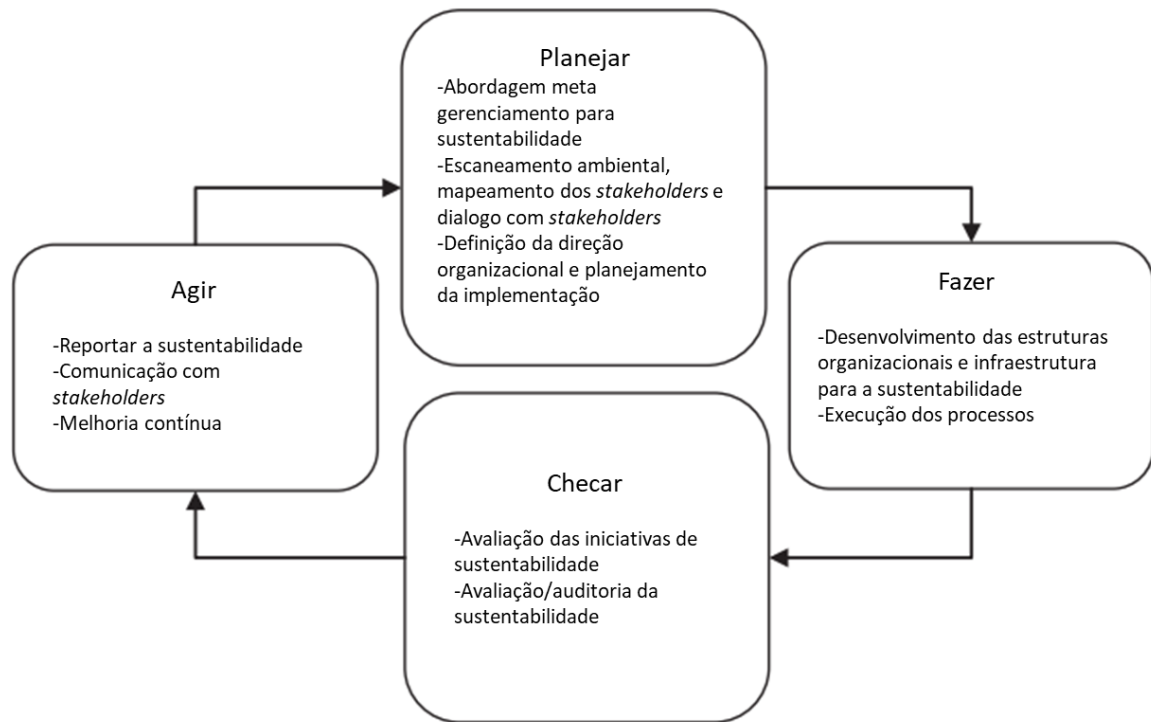 Planejar
-Abordagem meta
gerenciamento para
sustentabilidade
-Escaneamento ambiental,
mapeamento dos stakeholders e
dialogo com stakeholders
-Definição da direção
organizacional e planejamento
da implementação
Fazer
-Desenvolvimento das estruturas
organizacionais e infraestrutura
para a sustentabilidade
-Execução dos processos
Checar
-Avaliação das iniciativas de
sustentabilidade
-Avaliação/auditoria da
sustentabilidade
Agir
-Reportar a sustentabilidade
-Comunicação com
stakeholders
-Melhoria contínua